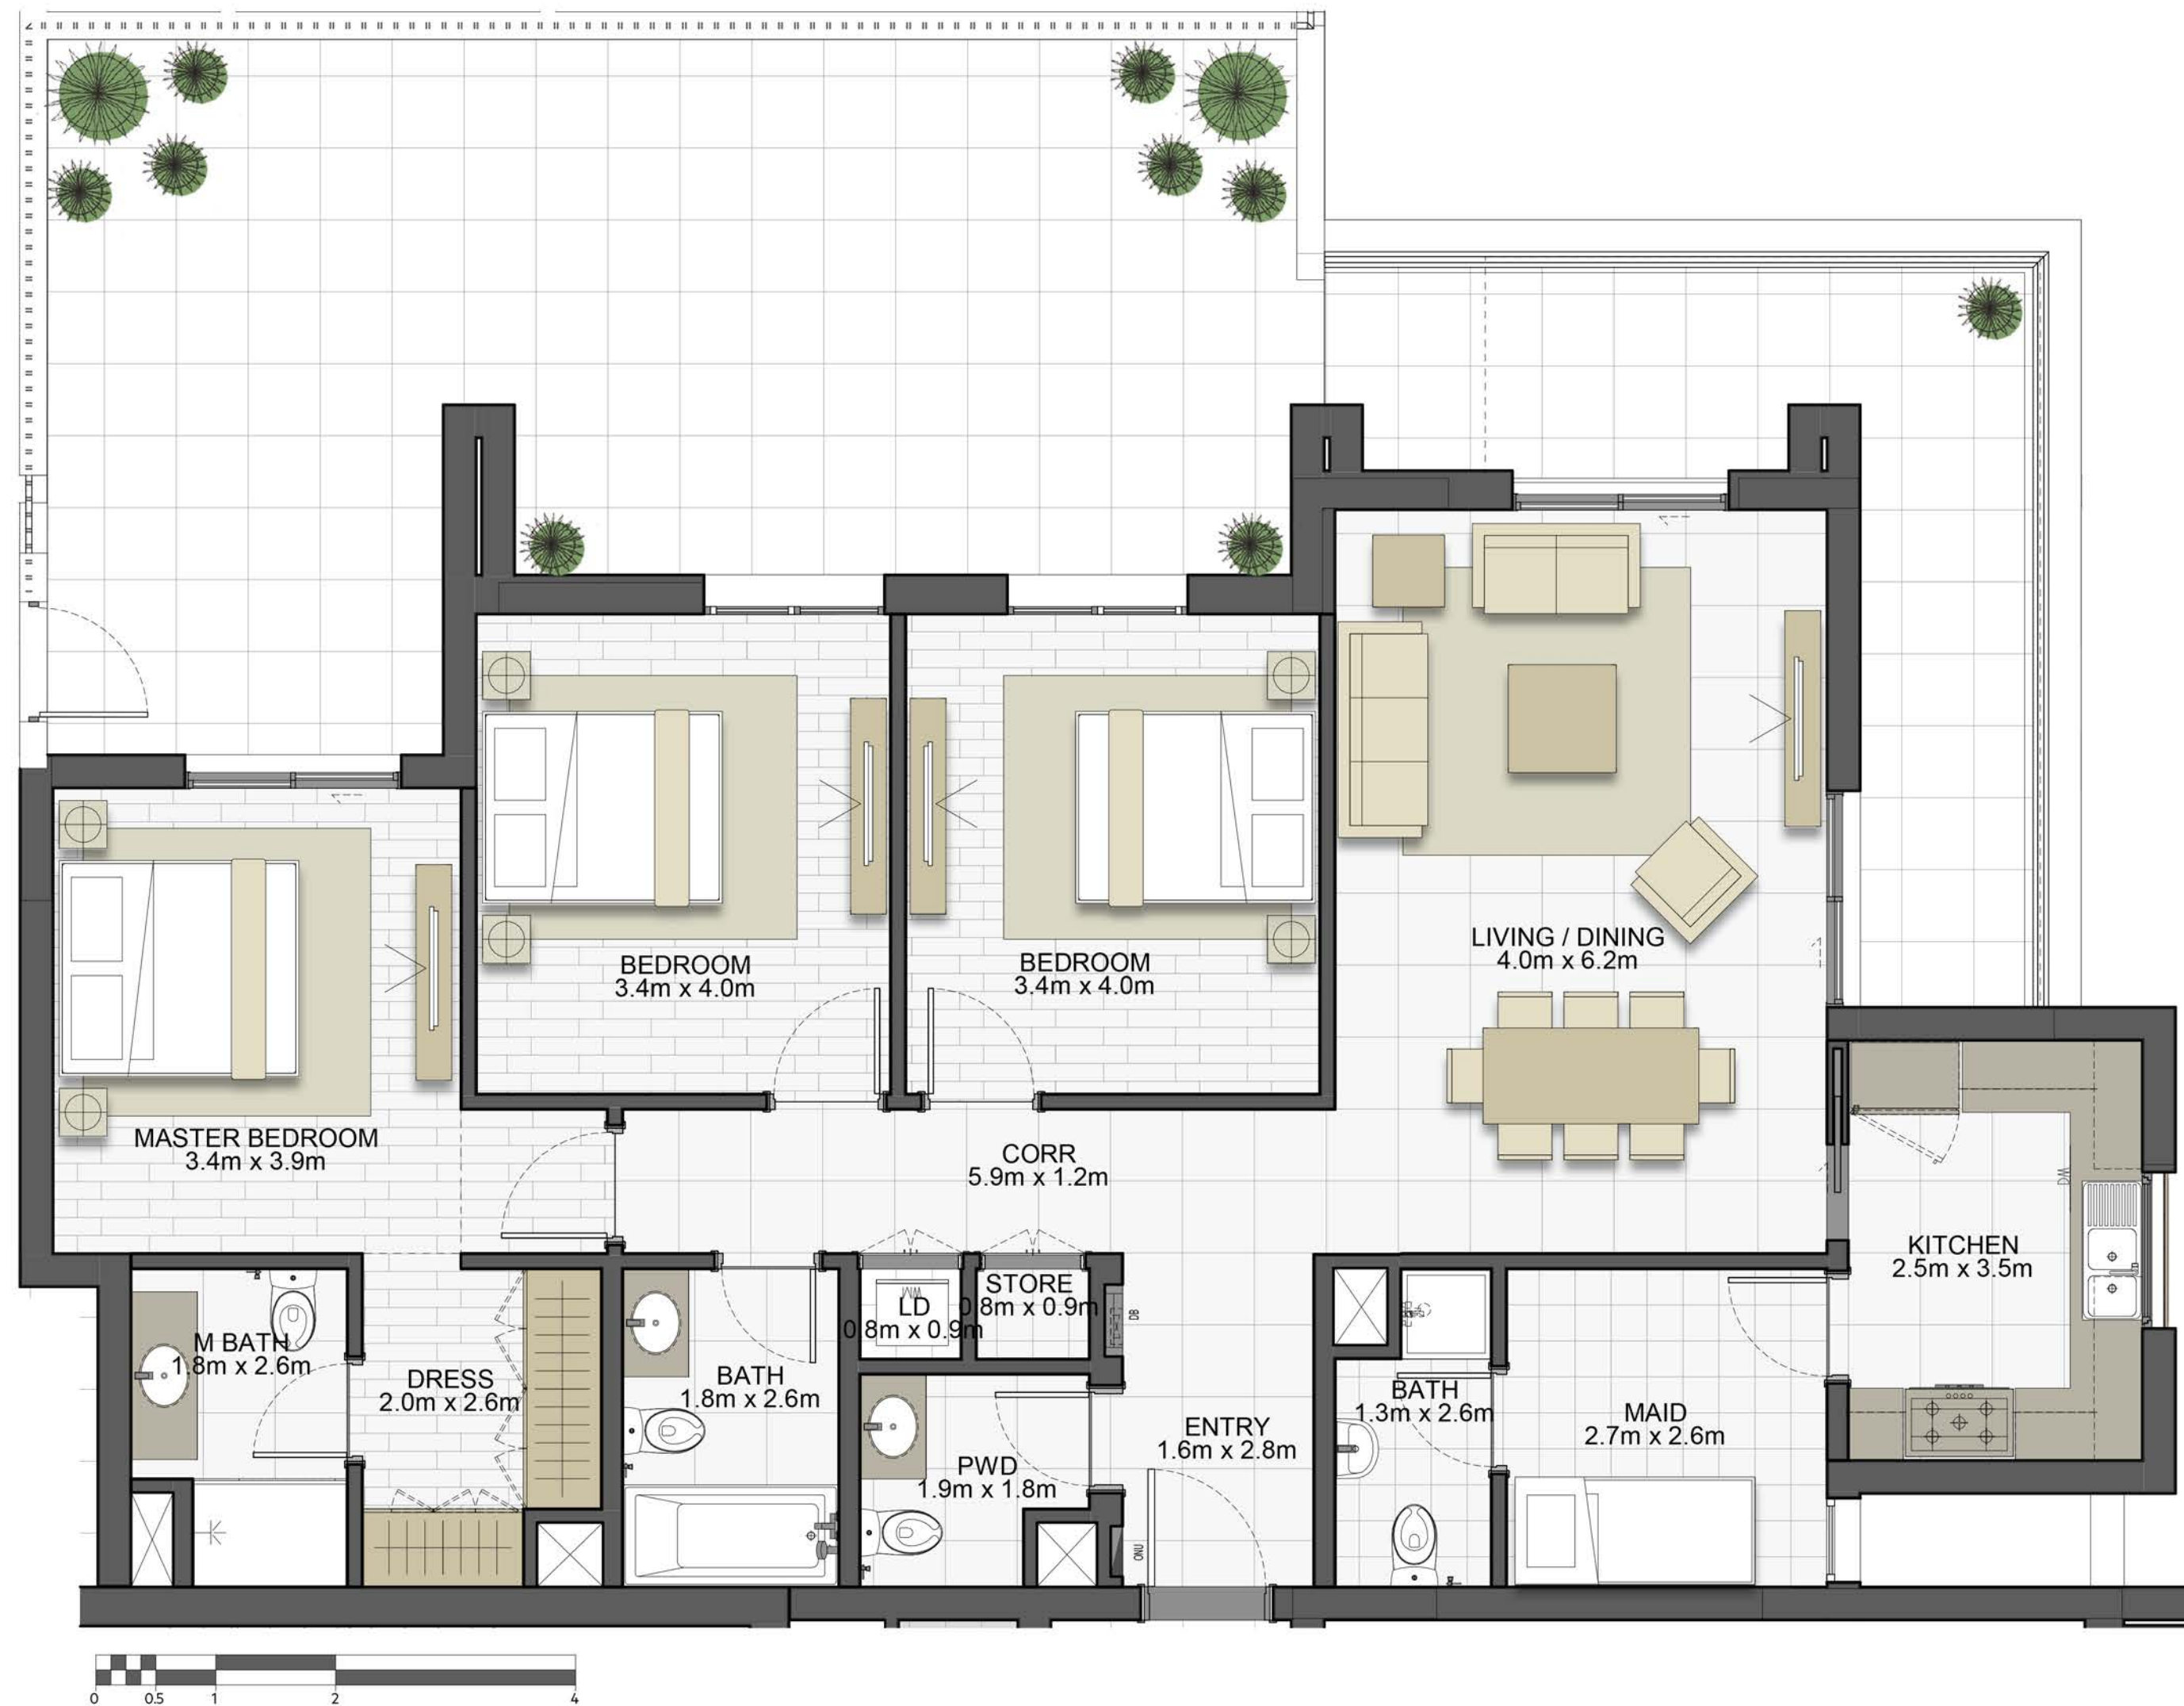 LIVING / DINING
4.0m x 6.2m
BEDROOM
3.4m x 4.0m
BEDROOM
3.4m x 4.0m
MASTER BEDROOM
3.4m x 3.9m
CORR
5.9m x 1.2m
DW
KITCHEN
2.5m x 3.5m
M BATH
1.8m x 2.6m
DRESS
2.0m x 2.6m
BATH
1.8m x 2.6m
WM
LD
0.8m x 0.9m
STORE
0.8m x 0.9m
DB
PWD
1.9m x 1.8m
ENTRY
1.6m x 2.8m
ONU
BATH
1.3m x 2.6m
MAID
2.7m x 2.6m
0 0.5 1 2 4